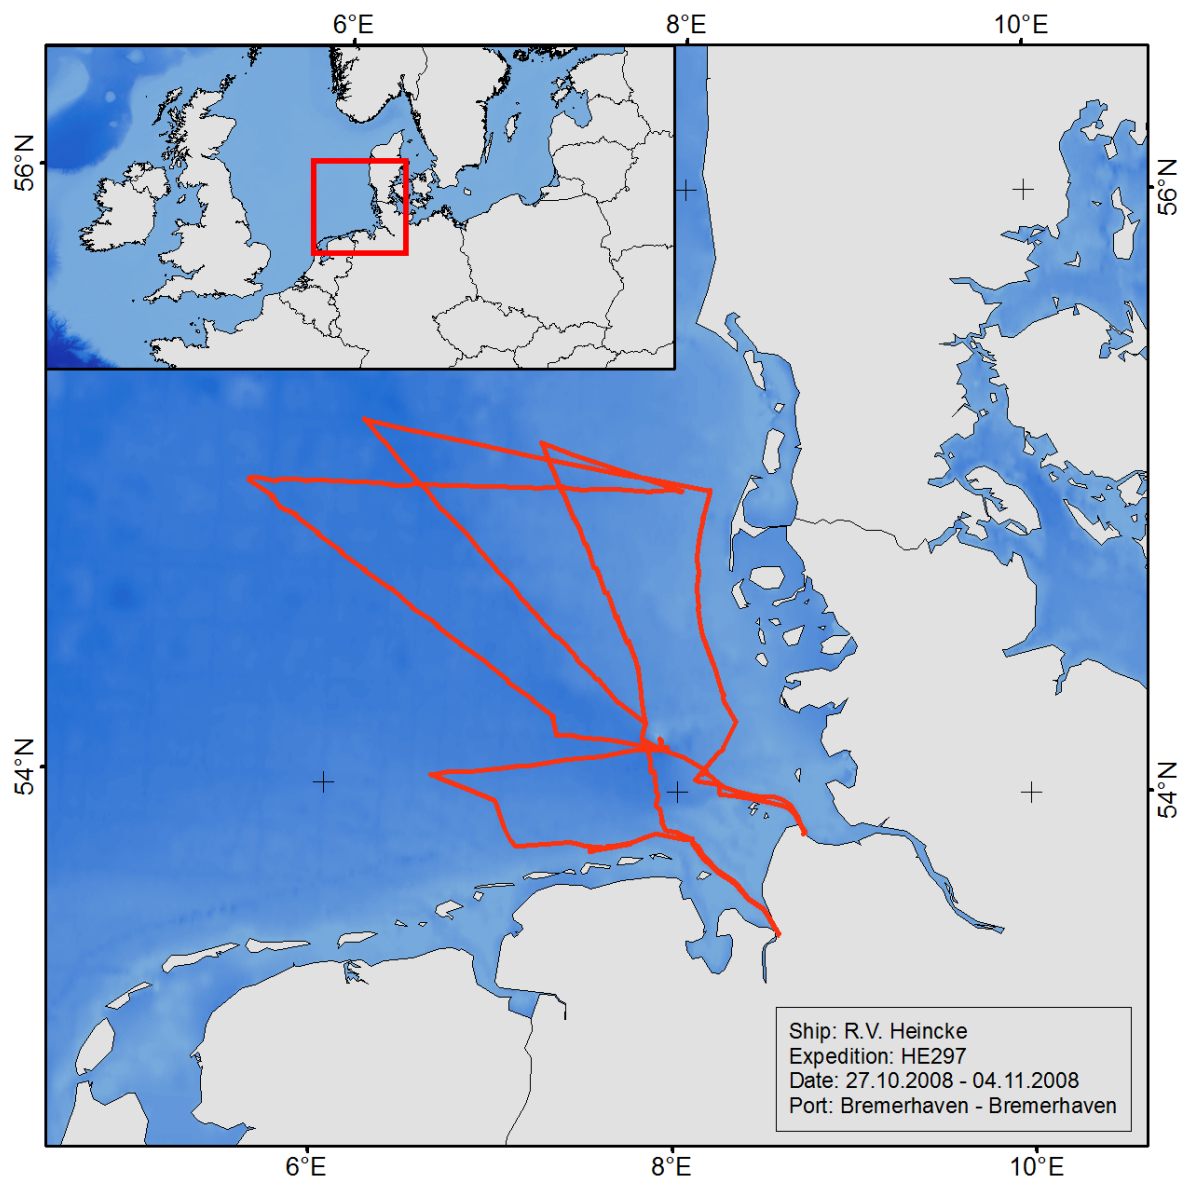 6°E 8°E 10°E
56°N 56°N
54°N 54°N
Ship: R.V. Heincke
Expedition: HE297
Date: 27.10.2008 - 04.11.2008
Port: Bremerhaven - Bremerhaven
6°E 8°E 10°E